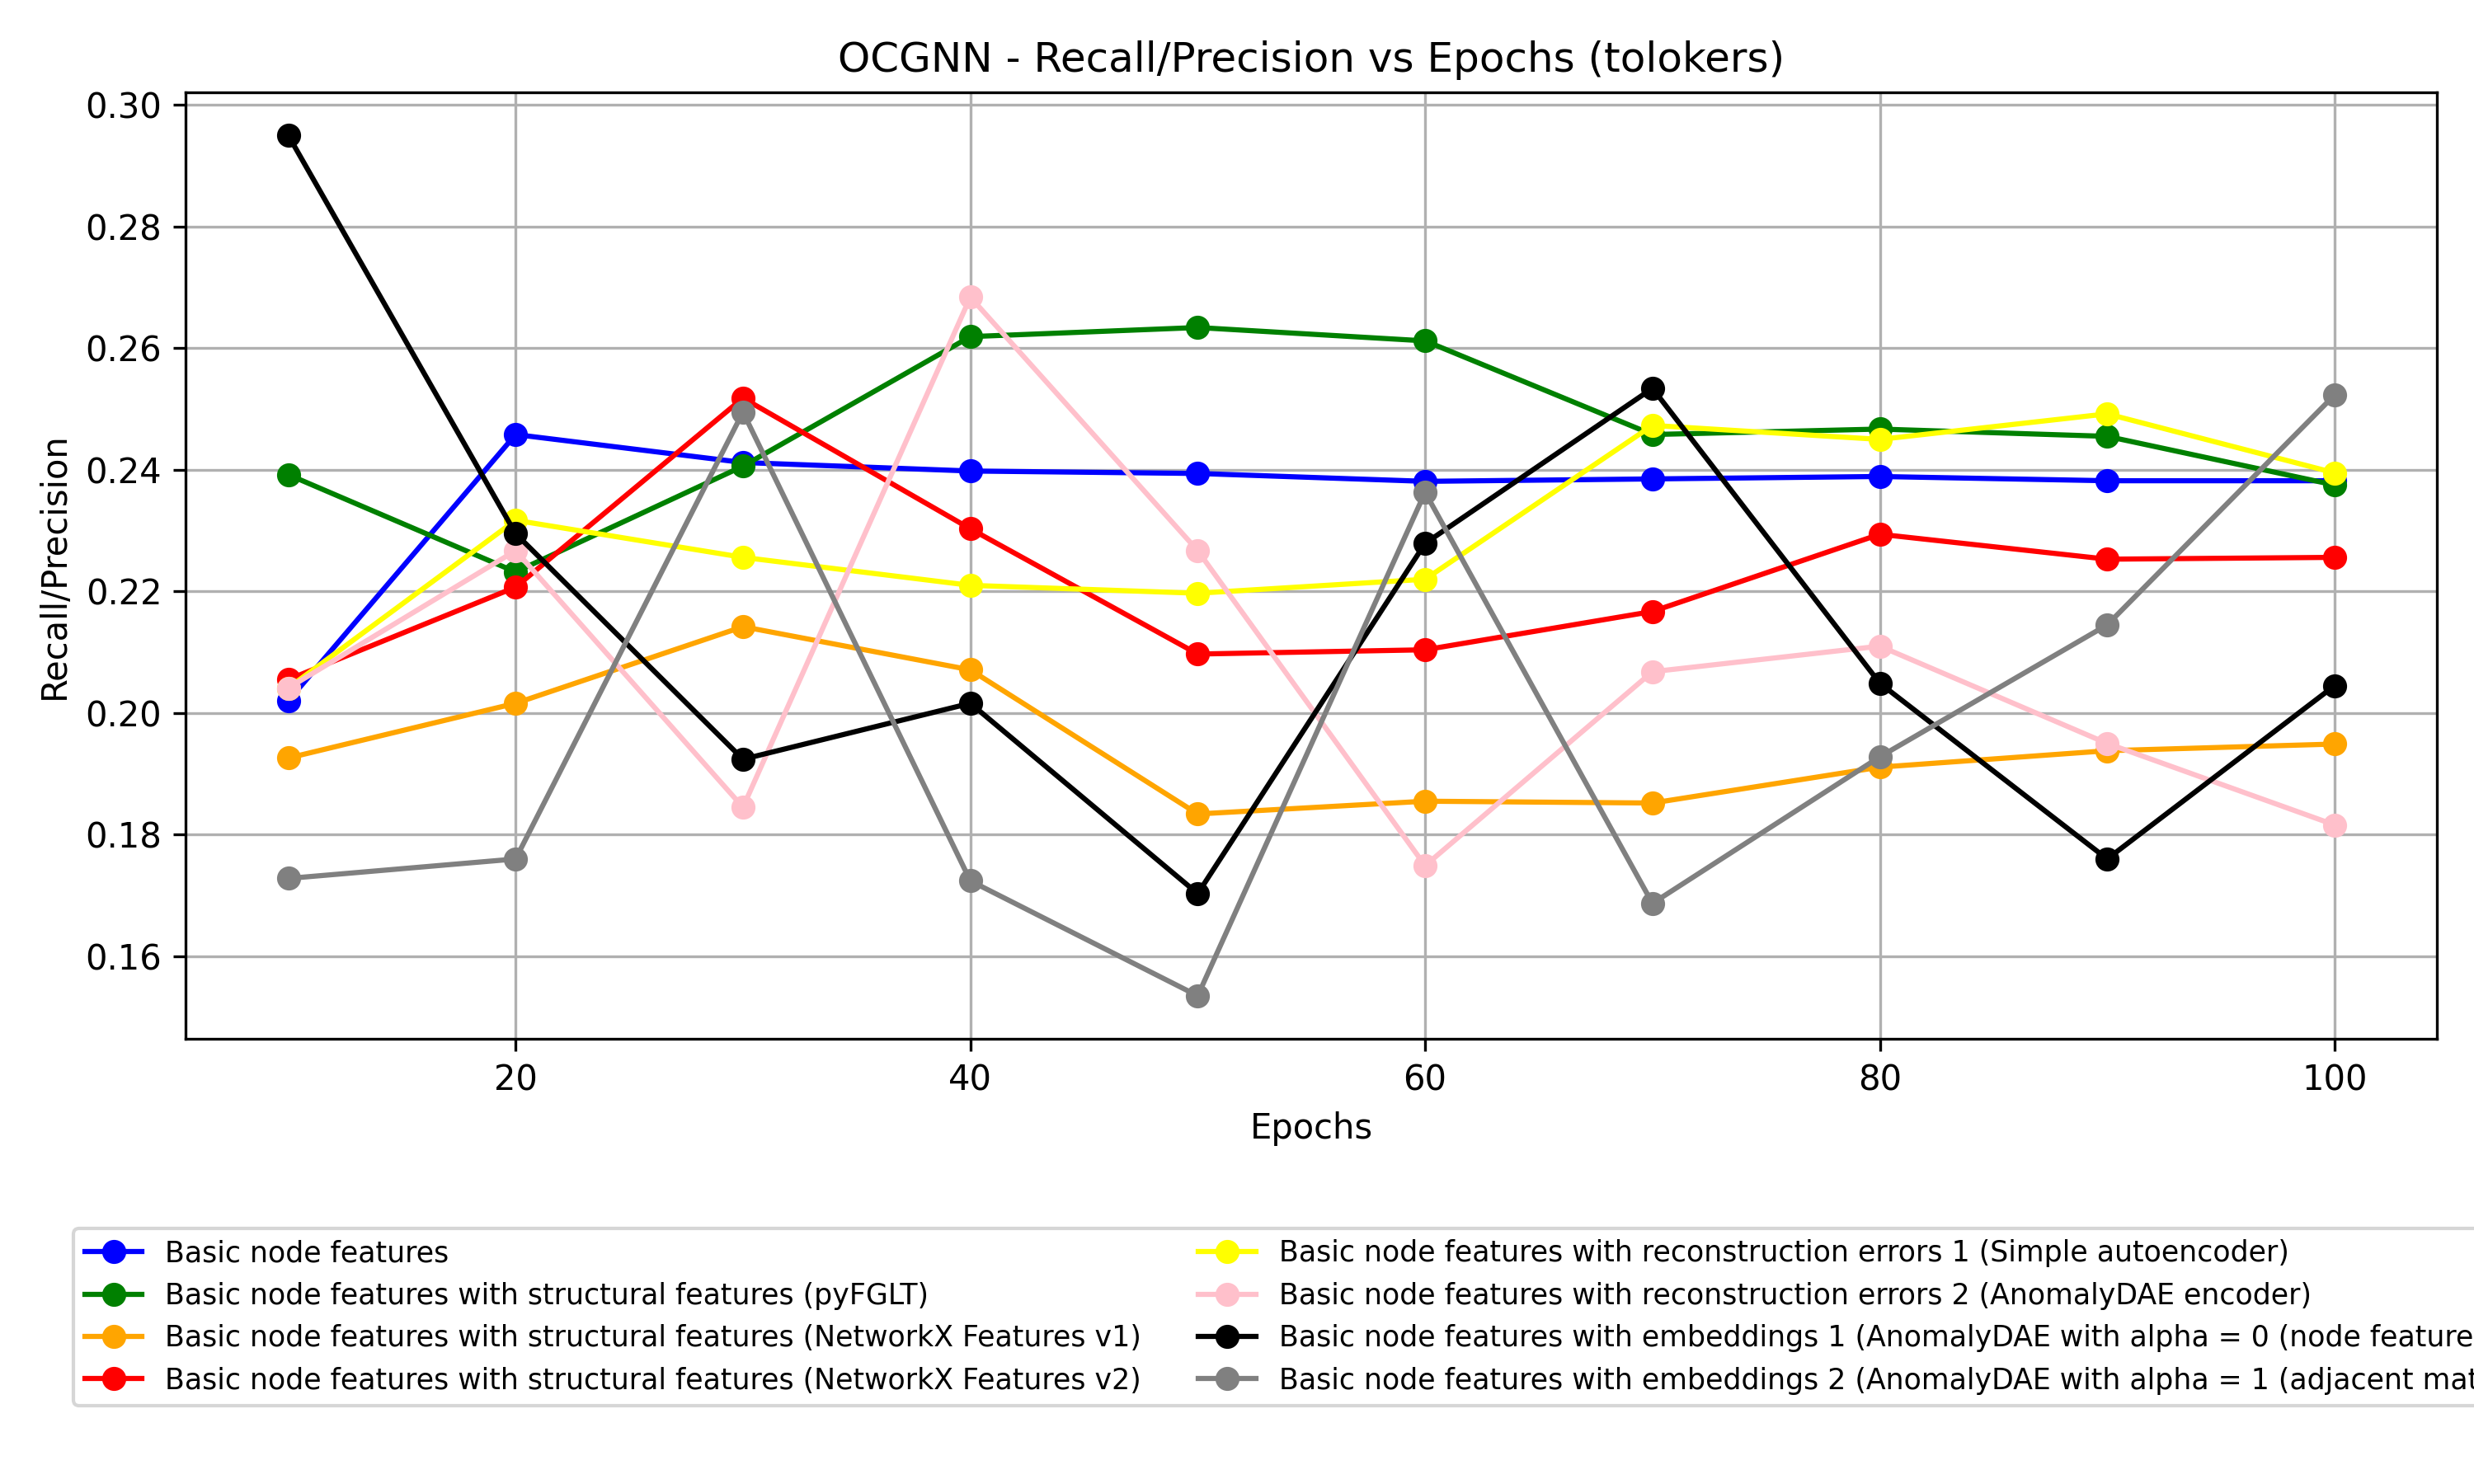 OCGNN - Recall/Precision vs Epochs (tolokers)
Recall/Precision
0.30
0.28
0.26
0.24
0.22
0.20
0.18
0.16
20 40 60 80 100
Epochs
Basic node features
Basic node features with structural features (pyFGLT)
Basic node features with structural features (NetworkX Features v1)
Basic node features with structural features (NetworkX Features v2)
Basic node features with reconstruction errors 1 (Simple autoencoder)
Basic node features with reconstruction errors 2 (AnomalyDAE encoder)
Basic node features with embeddings 1 (AnomalyDAE with alpha = 0 (node feature
Basic node features with embeddings 2 (AnomalyDAE with alpha = 1 (adjacent mat